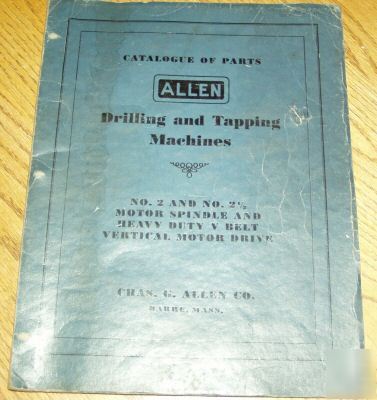 CATALOGUE OF PARTS
ALLEN
Drilling and Tapping
Machines
NO. 2 AND NO. 2½
MOTOR SPINDLE AND
HEAVY DUTY V BELT
VERTICAL MOTOR DRIVE
CHAS. G. ALLEN CO.
BARRE, MASS.